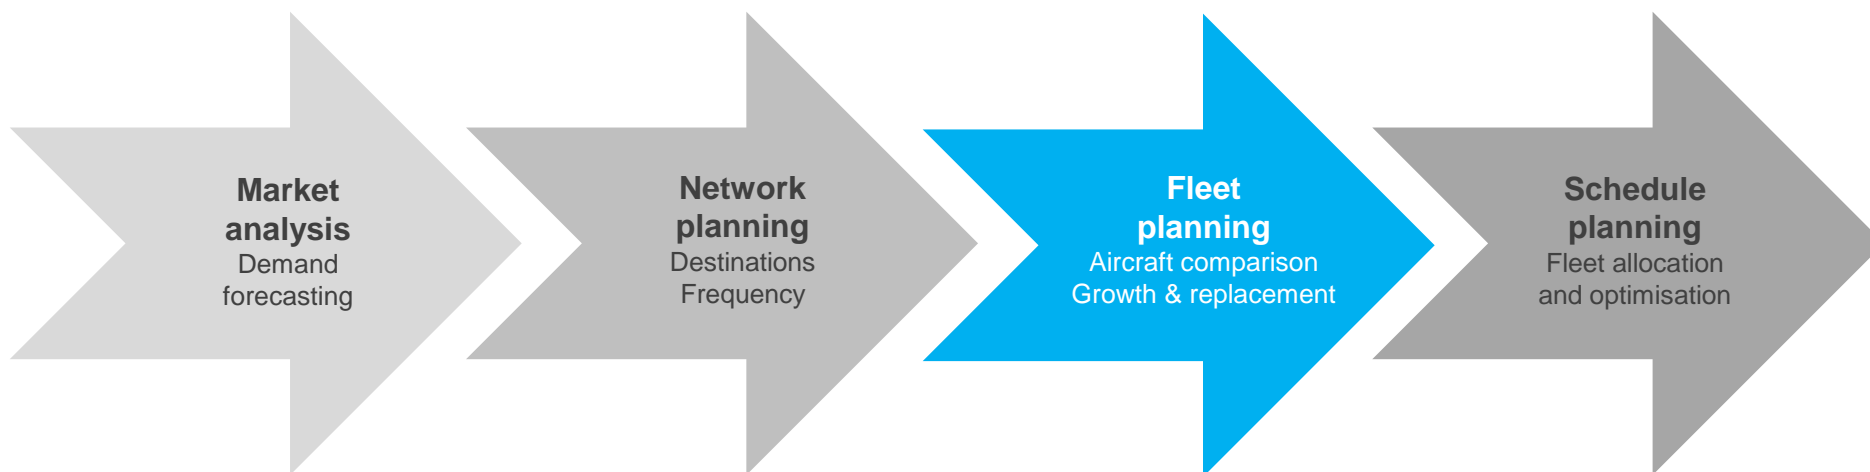 Market
analysis
Demand
forecasting
Network
planning
Destinations
Frequency
Fleet
planning
Aircraft comparison
Growth & replacement
Schedule
planning
Fleet allocation
and optimisation